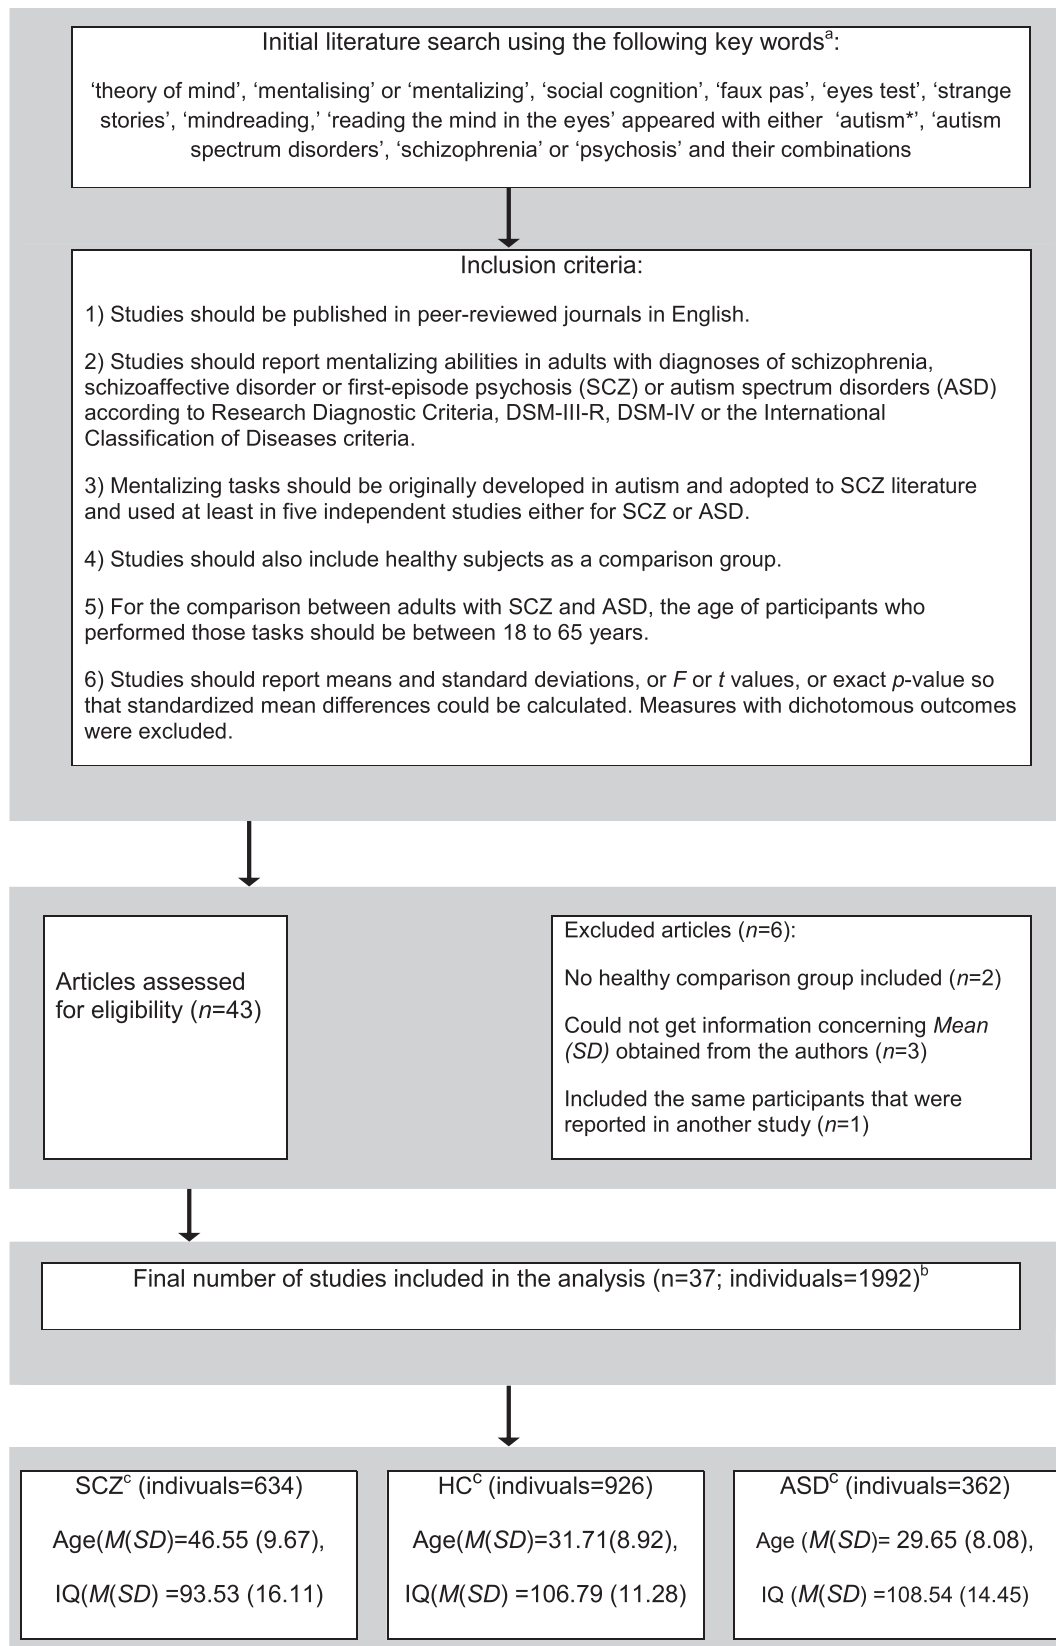 Initial literature search using the following key wordsᵃ:
‘theory of mind’, ‘mentalising’ or ‘mentalizing’, ‘social cognition’, ‘faux pas’, ‘eyes test’, ‘strange
stories’, ‘mindreading,’ ‘reading the mind in the eyes’ appeared with either ‘autism*’, ‘autism
spectrum disorders’, ‘schizophrenia’ or ‘psychosis’ and their combinations
Inclusion criteria:
1) Studies should be published in peer-reviewed journals in English.
2) Studies should report mentalizing abilities in adults with diagnoses of schizophrenia,
schizoaffective disorder or first-episode psychosis (SCZ) or autism spectrum disorders (ASD)
according to Research Diagnostic Criteria, DSM-III-R, DSM-IV or the International
Classification of Diseases criteria.
3) Mentalizing tasks should be originally developed in autism and adopted to SCZ literature
and used at least in five independent studies either for SCZ or ASD.
4) Studies should also include healthy subjects as a comparison group.
5) For the comparison between adults with SCZ and ASD, the age of participants who
performed those tasks should be between 18 to 65 years.
6) Studies should report means and standard deviations, or F or t values, or exact p-value so
that standardized mean differences could be calculated. Measures with dichotomous outcomes
were excluded.
Articles assessed
for eligibility (n=43)
Excluded articles (n=6):
No healthy comparison group included (n=2)
Could not get information concerning Mean
(SD) obtained from the authors (n=3)
Included the same participants that were
reported in another study (n=1)
Final number of studies included in the analysis (n=37; individuals=1992)ᵇ
SCZᶜ (indivuals=634)
Age(M(SD)=46.55 (9.67),
IQ(M(SD) =93.53 (16.11)
HCᶜ (indivuals=926)
Age(M(SD)=31.71(8.92),
IQ(M(SD) =106.79 (11.28)
ASDᶜ (indivuals=362)
Age (M(SD)= 29.65 (8.08),
IQ (M(SD) =108.54 (14.45)